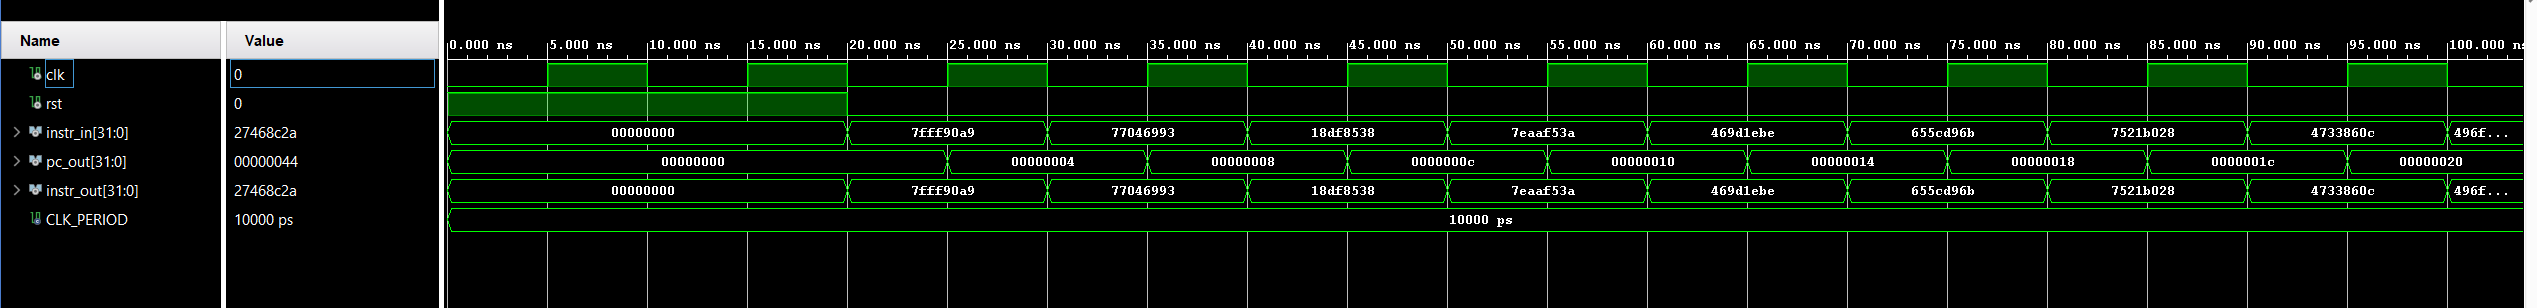 Name Value
0.000 ns 5.000 ns 10.000 ns 15.000 ns 20.000 ns 25.000 ns 30.000 ns 35.000 ns 40.000 ns 45.000 ns 50.000 ns 55.000 ns 60.000 ns 65.000 ns 70.000 ns 75.000 ns 80.000 ns 85.000 ns 90.000 ns 95.000 ns 100.000 ns
clk 0
rst 0
instr_in[31:0] 27468c2a 00000000 7fff90a9 77046993 18df8538 7eaaf53a 469d1ebe 655cd96b 7521b028 4733860c 496f...
pc_out[31:0] 00000044 00000000 00000004 00000008 0000000c 00000010 00000014 00000018 0000001c 00000020
instr_out[31:0] 27468c2a 00000000 7fff90a9 77046993 18df8538 7eaaf53a 469d1ebe 655cd96b 7521b028 4733860c 496f...
CLK_PERIOD 10000 ps 10000 ps